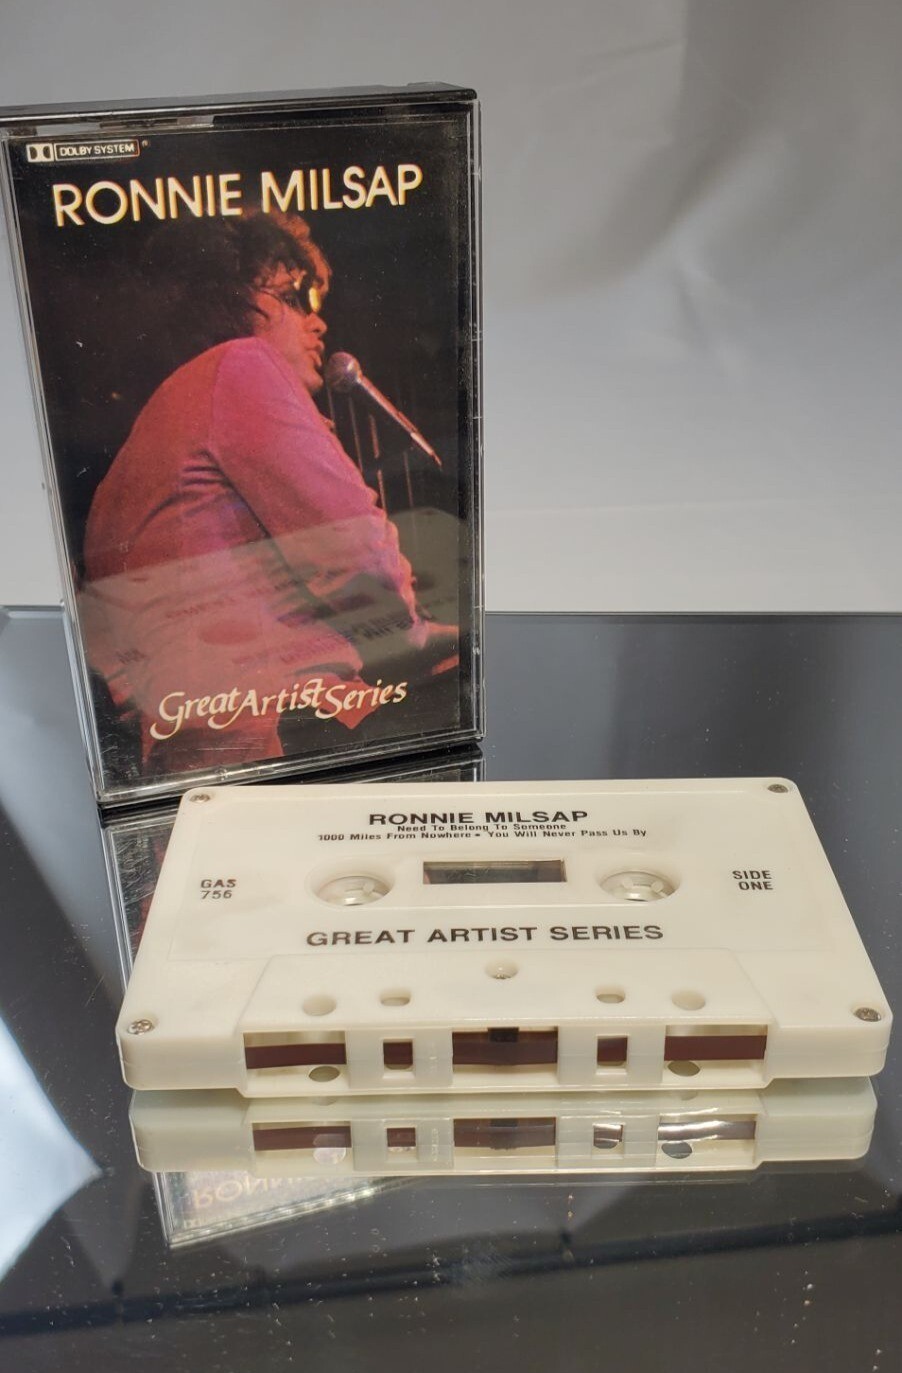 DOLBY SYSTEM®
RONNIE MILSAP
Great Artist Series
RONNIE MILSAP
Need To Belong To Someone
1000 Miles From Nowhere • You Will Never Pass Us By
GAS
756
SIDE
ONE
GREAT ARTIST SERIES